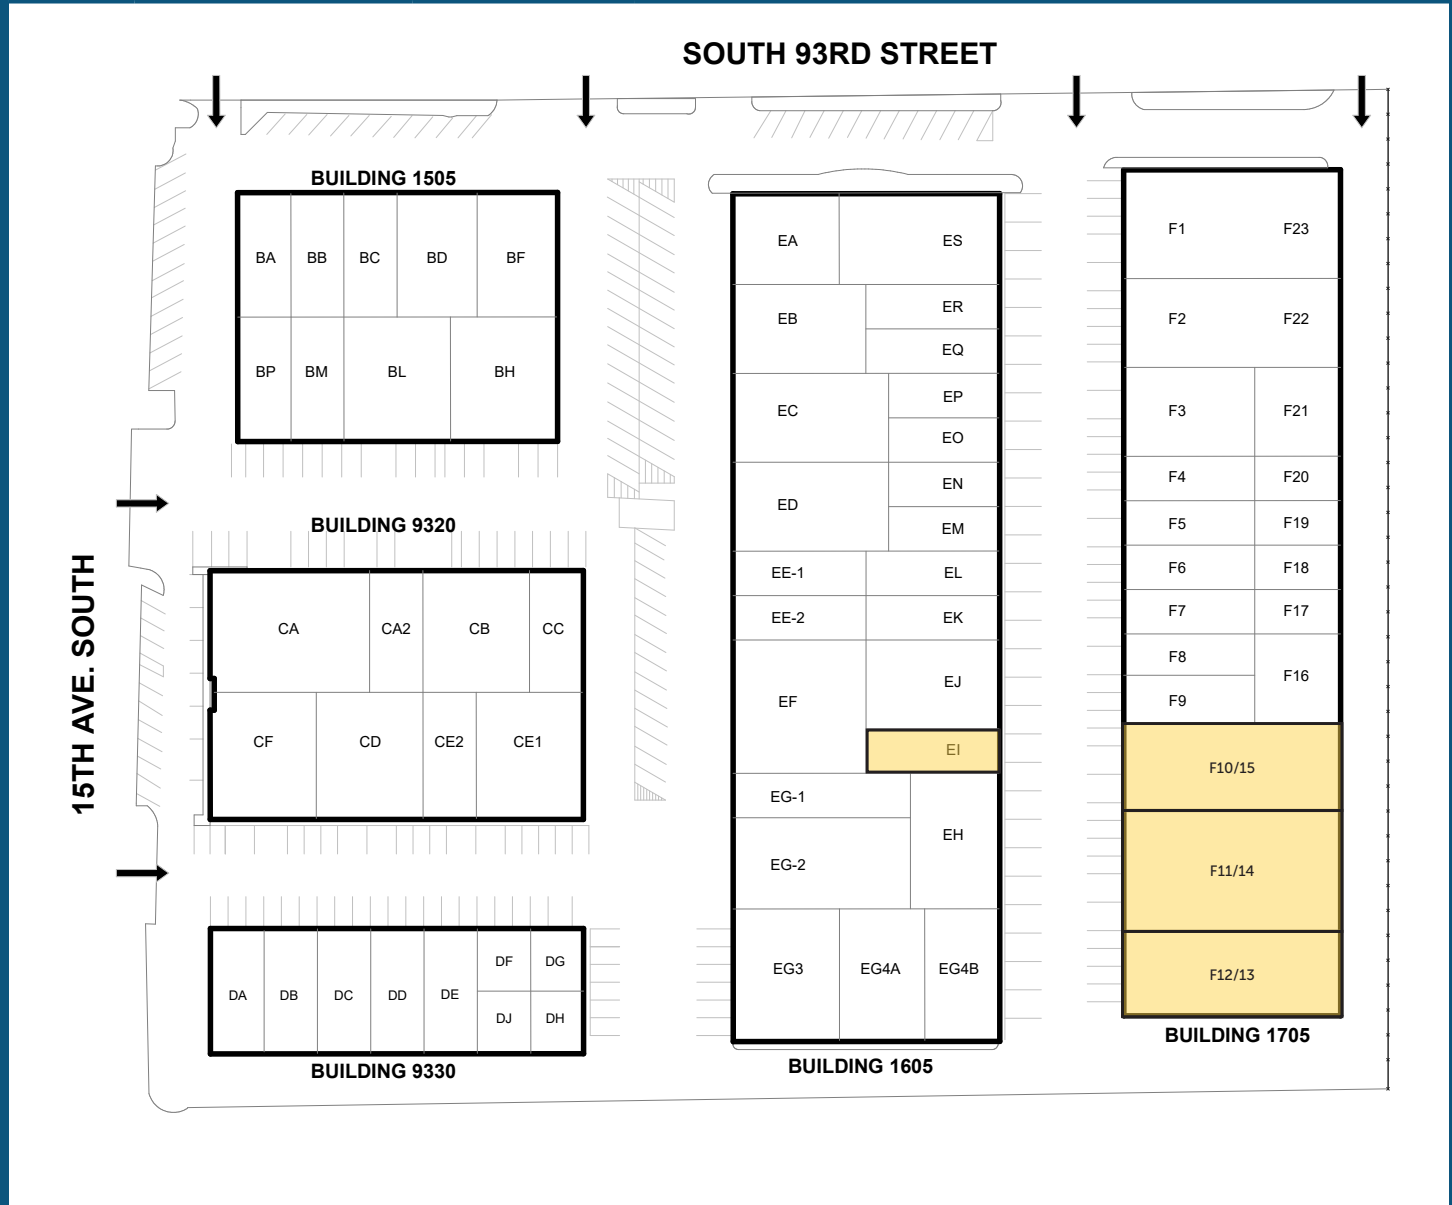 SOUTH 93RD STREET
15TH AVE. SOUTH
BUILDING 1505
BA BB BC BD BF
BP BM BL BH
BUILDING 9320
CA CA2 CB CC
CF CD CE2 CE1
DA DB DC DD DE DF DG
DJ DH
BUILDING 9330
EA ES
EB ER
EQ
EC EP
EO
ED EN
EM
EE-1 EL
EE-2 EK
EF EJ
EI
EG-1
EG-2 EH
EG3 EG4A EG4B
BUILDING 1605
F1 F23
F2 F22
F3 F21
F4 F20
F5 F19
F6 F18
F7 F17
F8
F9 F16
F10/15
F11/14
F12/13
BUILDING 1705